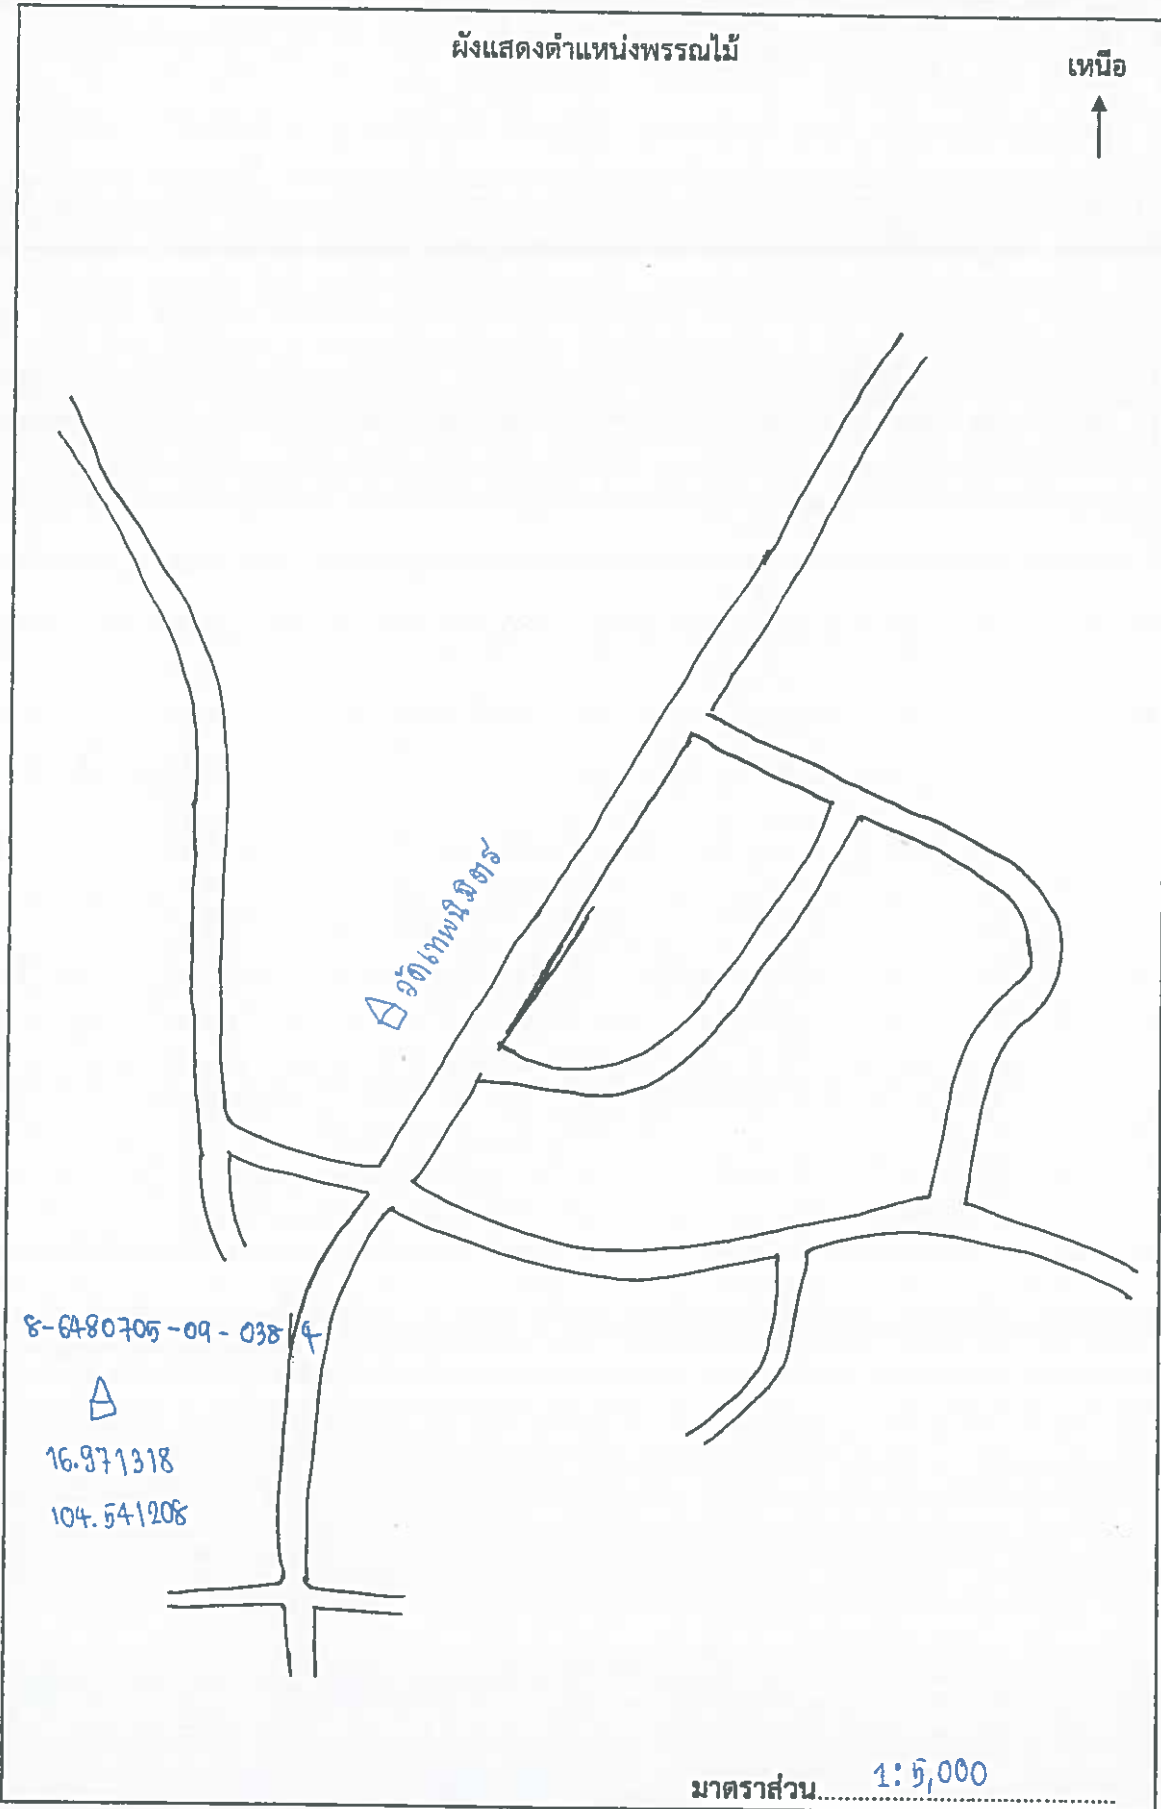 ผังแสดงตำแหน่งพรรณไม้
เหนือ
วัดเทพนิมิตร
8-6480705-09-038/4
16.971318
104.541208
มาตราส่วน 1:5,000